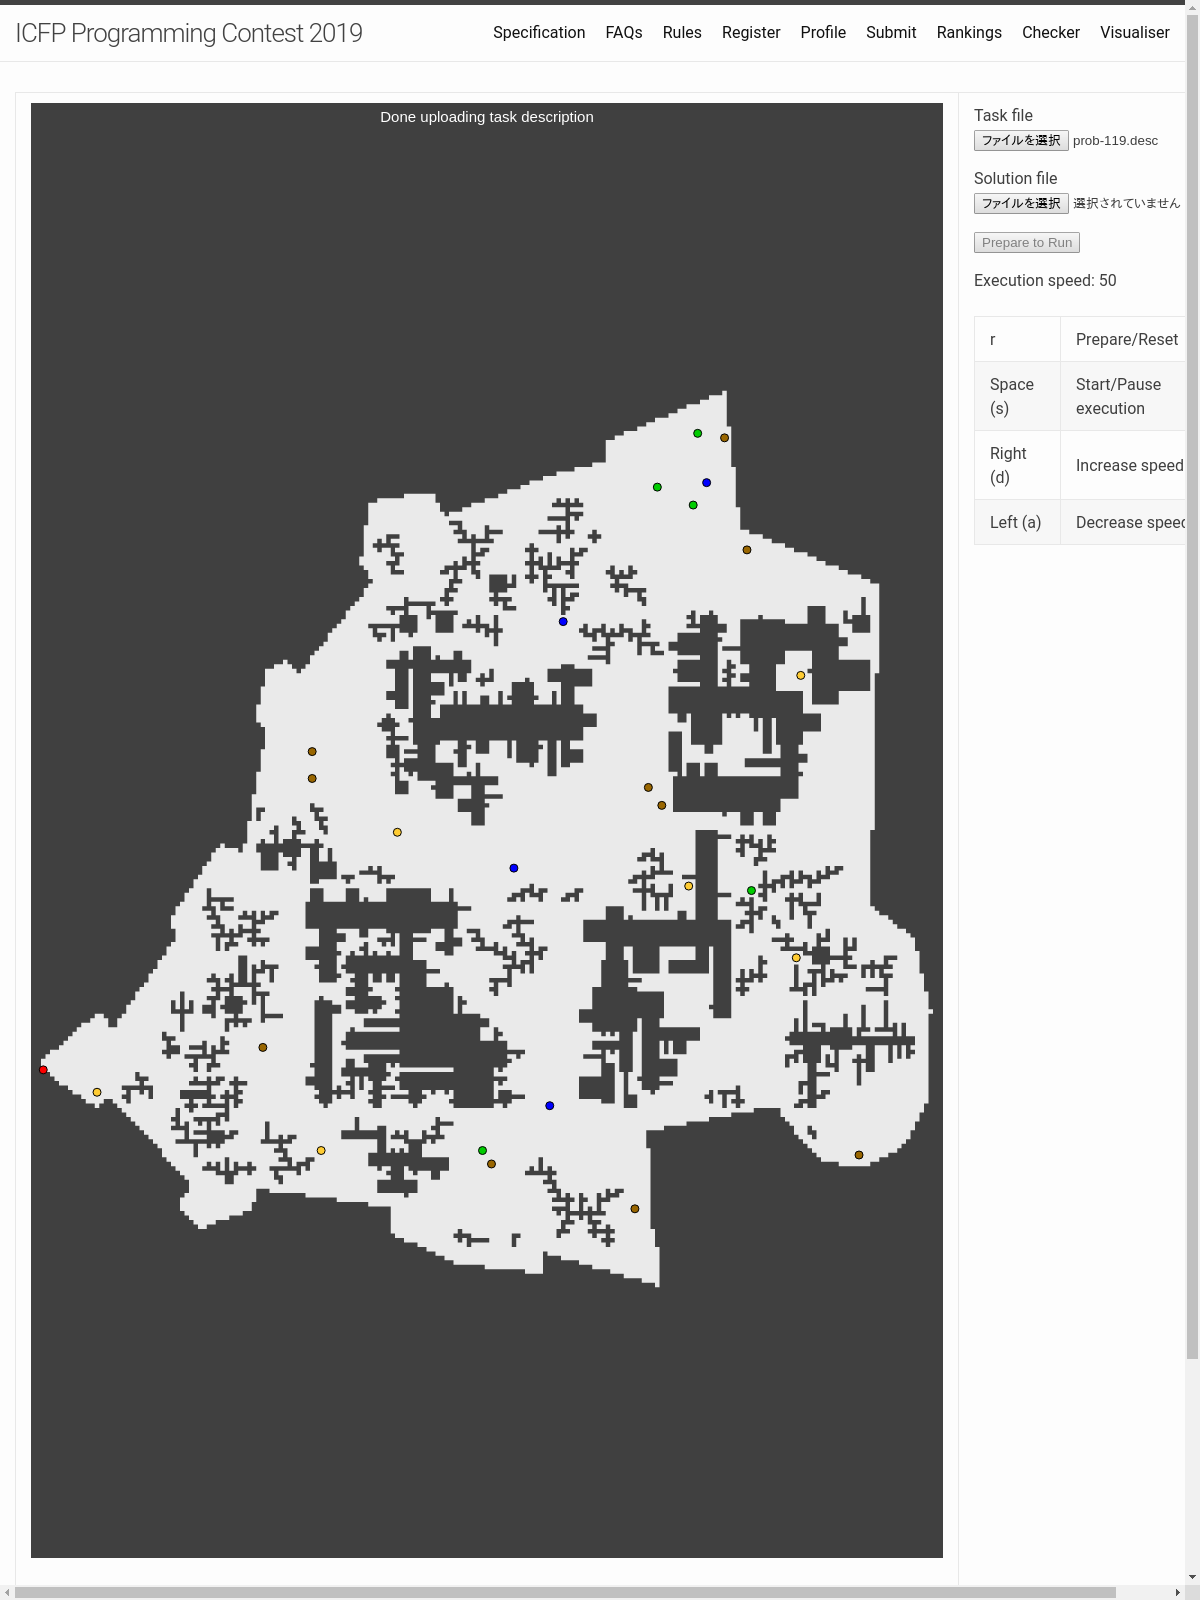 ICFP Programming Contest 2019
Specification FAQs Rules Register Profile Submit Rankings Checker Visualiser
Done uploading task description
Task file
ファイルを選択 prob-119.desc
Solution file
ファイルを選択 選択されていません
Prepare to Run
Execution speed: 50
r Prepare/Reset
Space (s) Start/Pause execution
Right (d) Increase speed
Left (a) Decrease speed